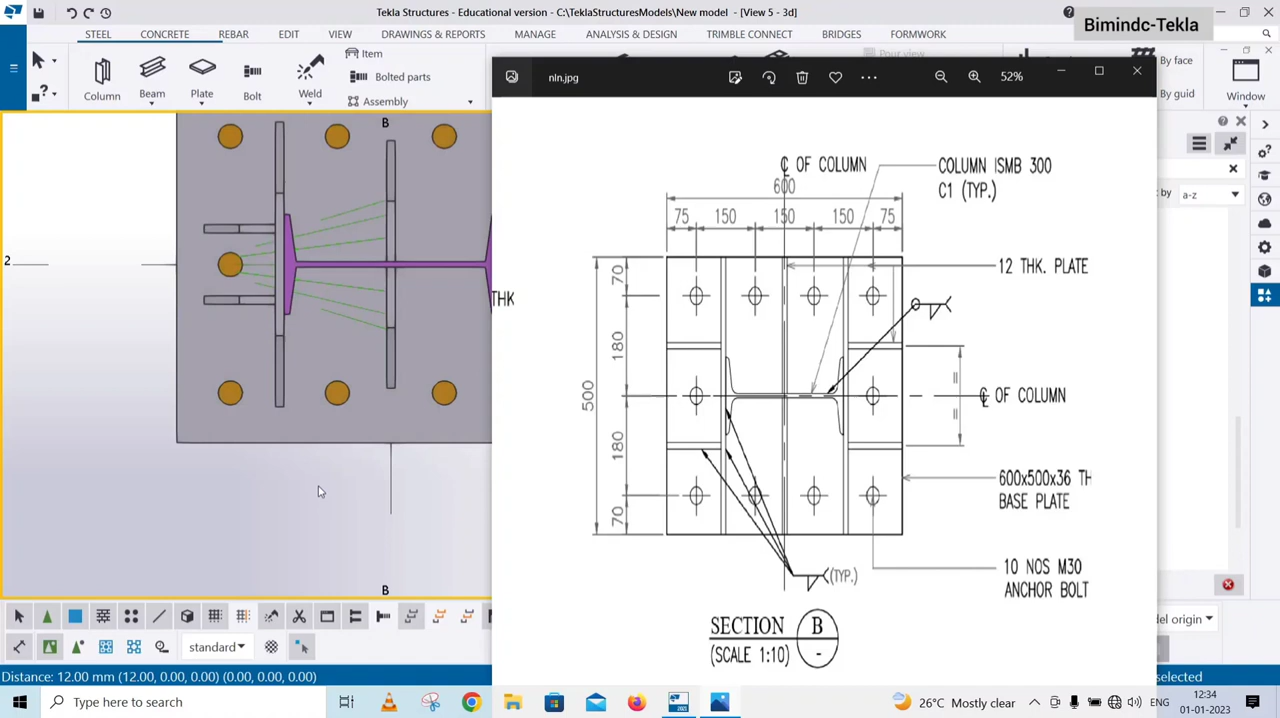 Tekla Structures - Educational version - C:\TeklaStructuresModels\New model - [View 5 - 3d]
Bimindc-Tekla
STEEL CONCRETE REBAR EDIT VIEW DRAWINGS & REPORTS MANAGE ANALYSIS & DESIGN TRIMBLE CONNECT BRIDGES FORMWORK
Item
Bolted parts
Assembly
Column Beam Plate Bolt Weld
Pour view
By face
By guid
Window
nln.jpg
52%
by a-z
B
2
B
THK
℄ OF COLUMN
COLUMN ISMB 300
C1 (TYP.)
600
75 150 150 150 75
12 THK. PLATE
70
180
500
180
70
=
=
℄ OF COLUMN
600x500x36 TH
BASE PLATE
10 NOS M30
ANCHOR BOLT
(TYP.)
SECTION B
(SCALE 1:10) -
standard
del origin
Distance: 12.00 mm (12.00, 0.00, 0.00) (0.00, 0.00, 0.00)
selected
Type here to search
26°C Mostly clear
ENG
12:34
01-01-2023